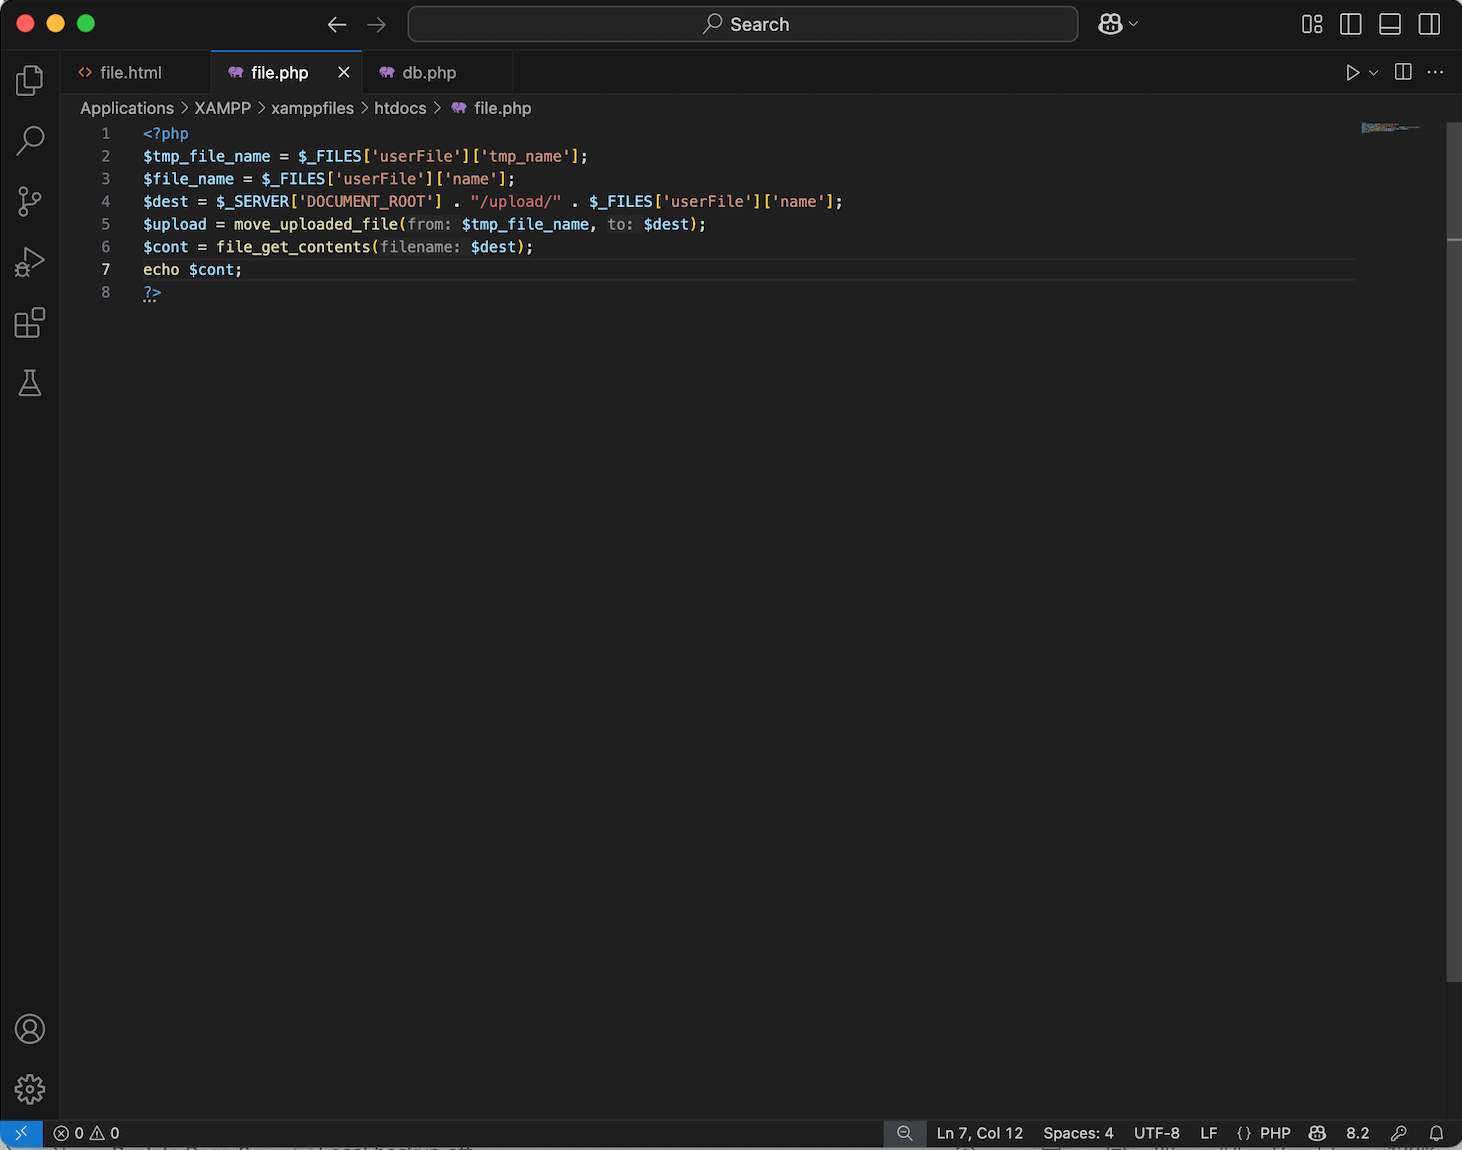 Search
file.html
file.php
db.php
Applications > XAMPP > xamppfiles > htdocs > file.php
1 <?php
2 $tmp_file_name = $_FILES['userFile']['tmp_name'];
3 $file_name = $_FILES['userFile']['name'];
4 $dest = $_SERVER['DOCUMENT_ROOT'] . "/upload/" . $_FILES['userFile']['name'];
5 $upload = move_uploaded_file(from: $tmp_file_name, to: $dest);
6 $cont = file_get_contents(filename: $dest);
7 echo $cont;
8 ?>
0 0 Ln 7, Col 12 Spaces: 4 UTF-8 LF {} PHP 8.2